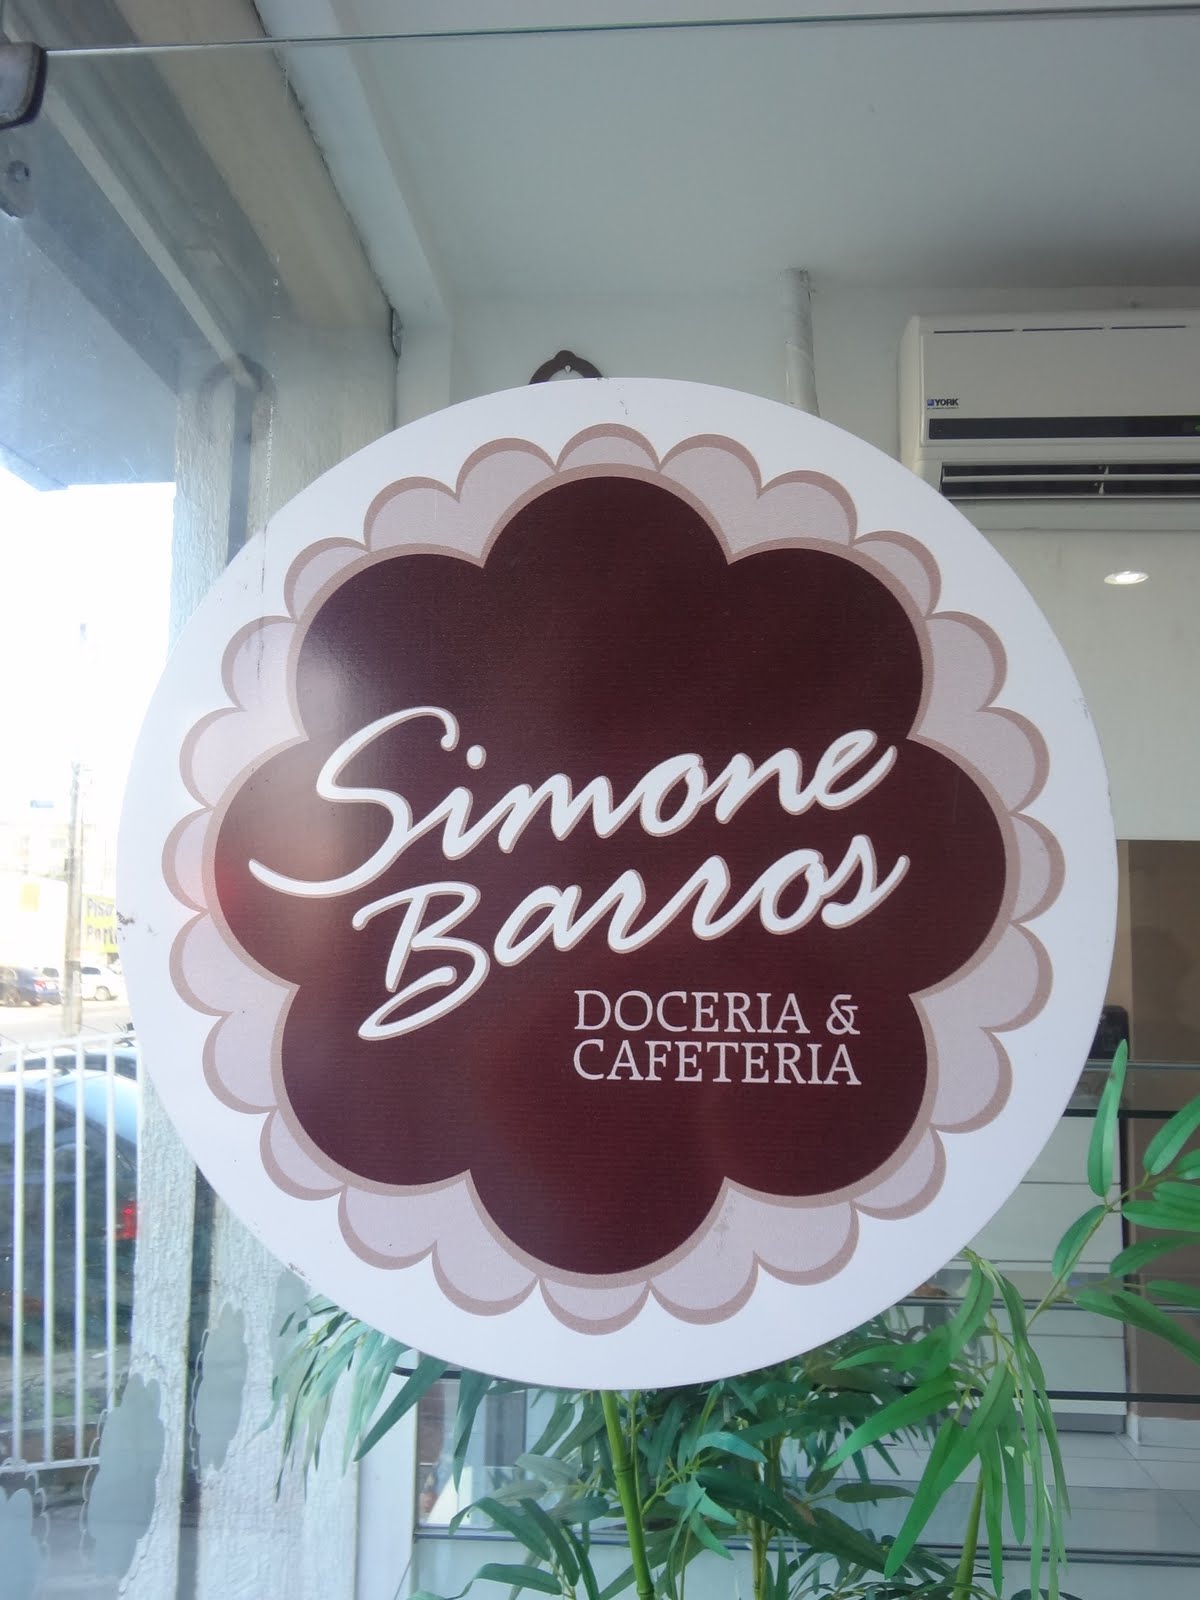 YORK
Simone
Barros
DOCERIA &
CAFETERIA